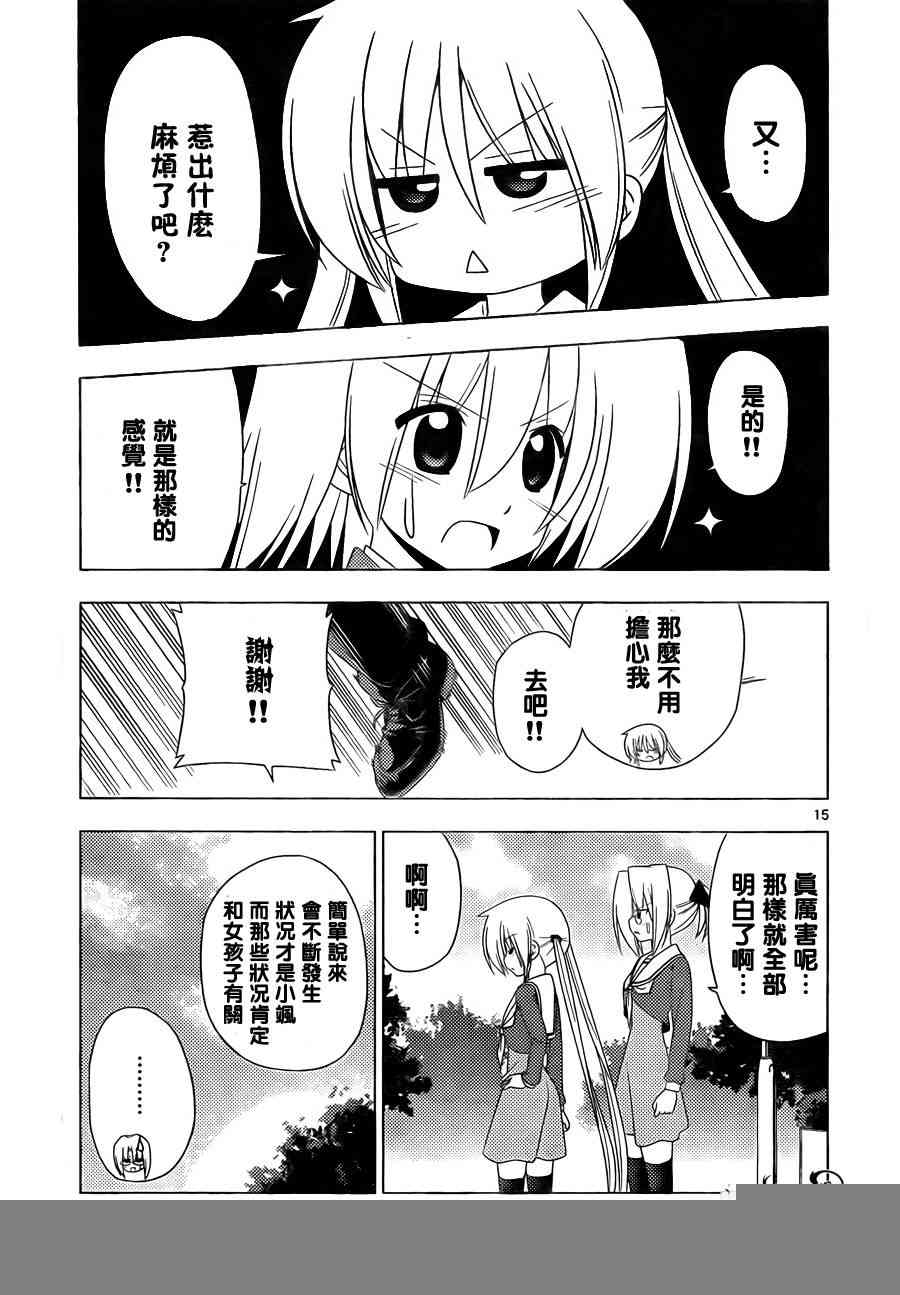 又…
惹出什麽
麻煩了吧？
是的!!
就是那樣的
感覺!!
那麼不用
擔心我
去吧!!
謝謝!!
15
真厲害呢…
那樣就全部
明白了啊…
啊啊…
簡單說來
會不斷發生
狀况才是小颯
而那些狀况肯定
和女孩子有關
………